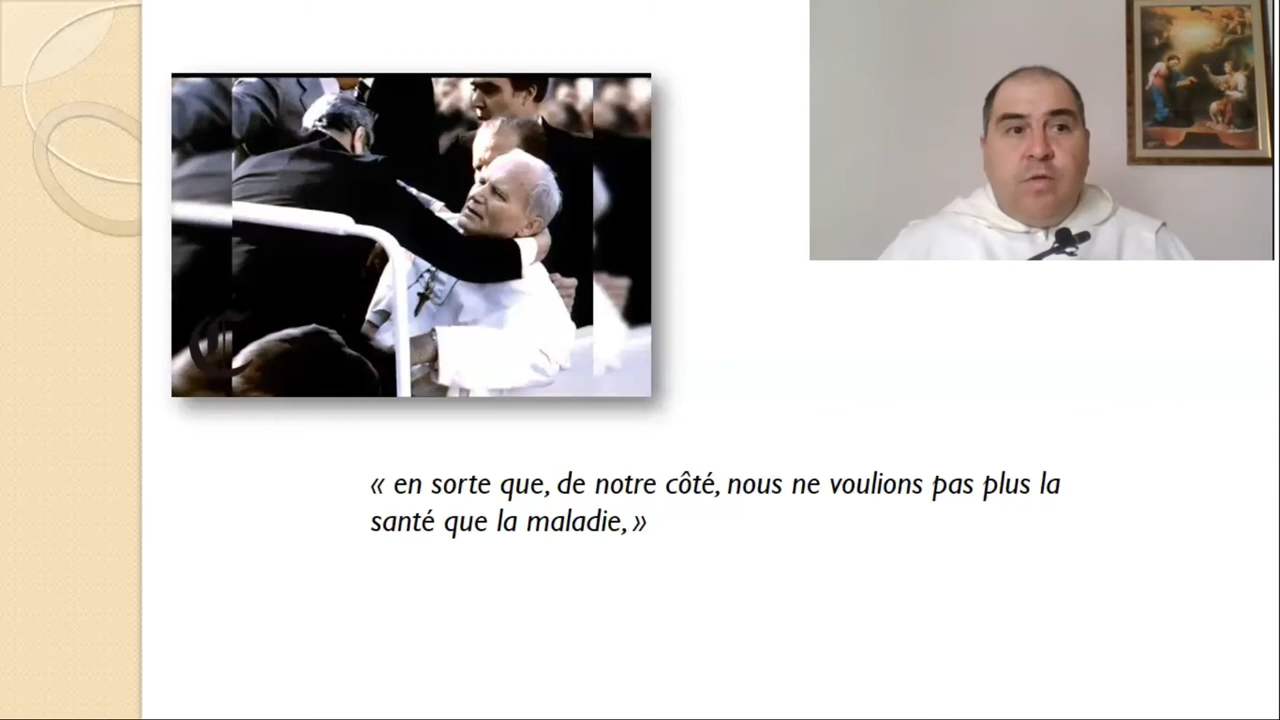 « en sorte que, de notre côté, nous ne voulions pas plus la
santé que la maladie, »